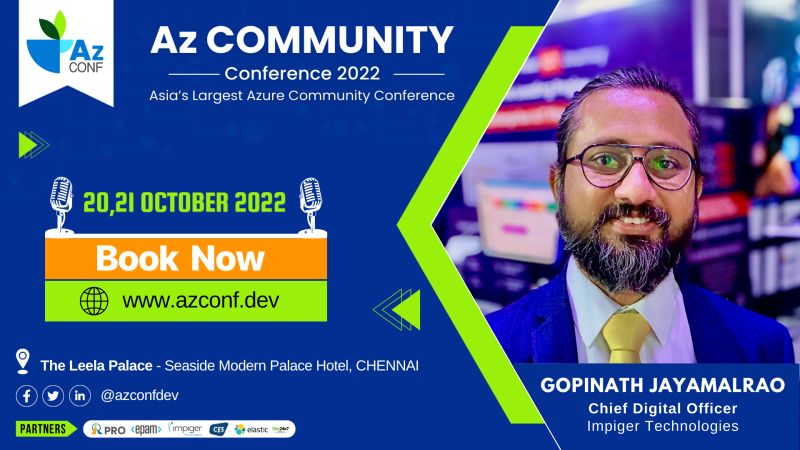 Az
CONF
Az COMMUNITY
Conference 2022
Asia's Largest Azure Community Conference
20,21 OCTOBER 2022
Book Now
www.azconf.dev
The Leela Palace - Seaside Modern Palace Hotel, CHENNAI
@azconfdev
PARTNERS
PRO
<epam>
impiger
CES
elastic
GOPINATH JAYAMALRAO
Chief Digital Officer
Impiger Technologies